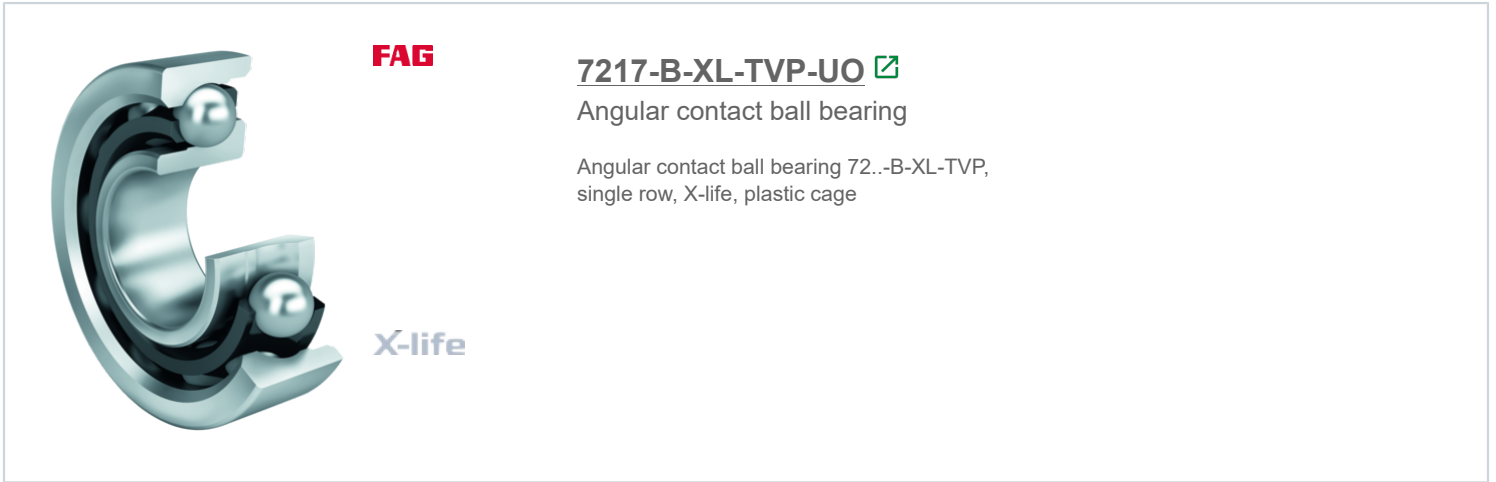 FAG
7217-B-XL-TVP-UO
Angular contact ball bearing
Angular contact ball bearing 72..-B-XL-TVP,
single row, X-life, plastic cage
X-life